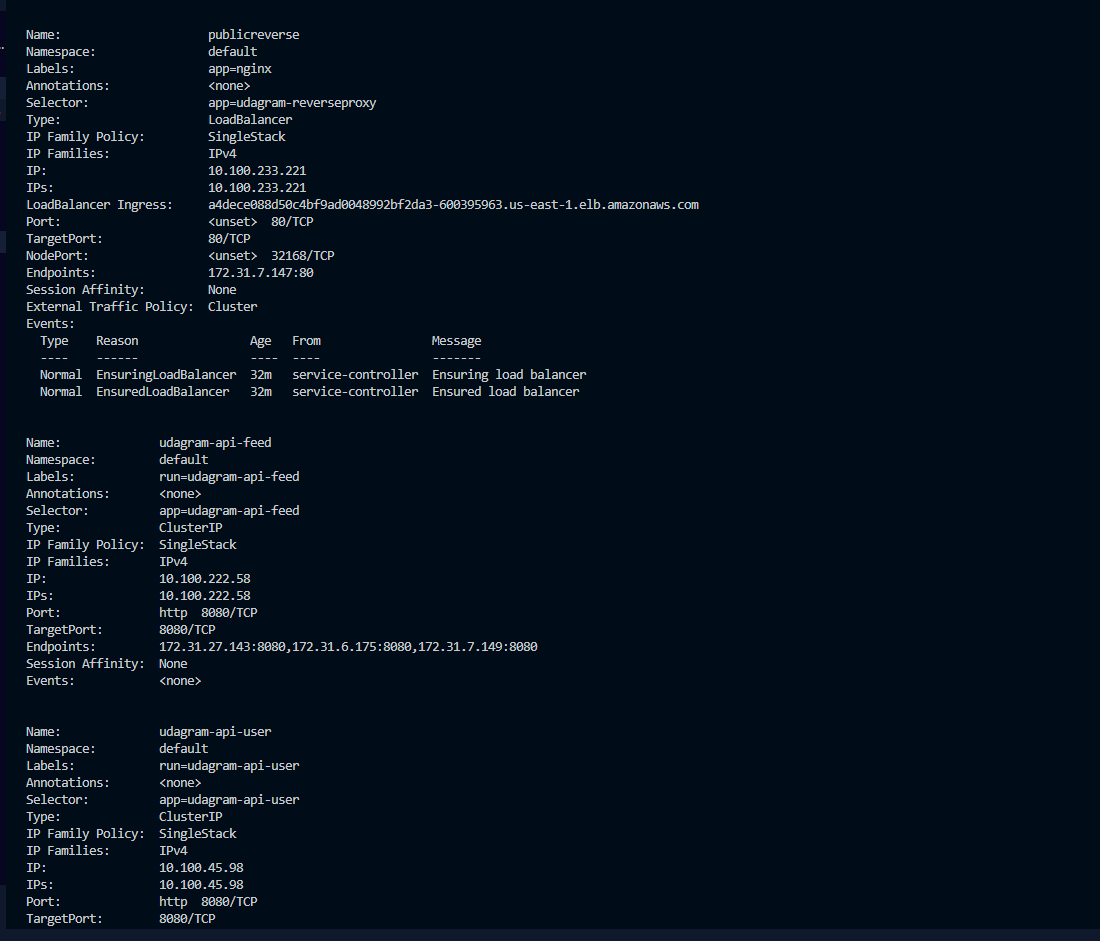 Name:                     publicreverse
Namespace:                default
Labels:                   app=nginx
Annotations:              <none>
Selector:                 app=udagram-reverseproxy
Type:                     LoadBalancer
IP Family Policy:         SingleStack
IP Families:              IPv4
IP:                       10.100.233.221
IPs:                      10.100.233.221
LoadBalancer Ingress:     a4dece088d50c4bf9ad0048992bf2da3-600395963.us-east-1.elb.amazonaws.com
Port:                     <unset>  80/TCP
TargetPort:               80/TCP
NodePort:                 <unset>  32168/TCP
Endpoints:                172.31.7.147:80
Session Affinity:         None
External Traffic Policy:  Cluster
Events:
  Type    Reason                Age   From                Message
  ----    ------                ----  ----                -------
  Normal  EnsuringLoadBalancer  32m   service-controller  Ensuring load balancer
  Normal  EnsuredLoadBalancer   32m   service-controller  Ensured load balancer
Name:              udagram-api-feed
Namespace:         default
Labels:            run=udagram-api-feed
Annotations:       <none>
Selector:          app=udagram-api-feed
Type:              ClusterIP
IP Family Policy:  SingleStack
IP Families:       IPv4
IP:                10.100.222.58
IPs:               10.100.222.58
Port:              http  8080/TCP
TargetPort:        8080/TCP
Endpoints:         172.31.27.143:8080,172.31.6.175:8080,172.31.7.149:8080
Session Affinity:  None
Events:            <none>
Name:              udagram-api-user
Namespace:         default
Labels:            run=udagram-api-user
Annotations:       <none>
Selector:          app=udagram-api-user
Type:              ClusterIP
IP Family Policy:  SingleStack
IP Families:       IPv4
IP:                10.100.45.98
IPs:               10.100.45.98
Port:              http  8080/TCP
TargetPort:        8080/TCP